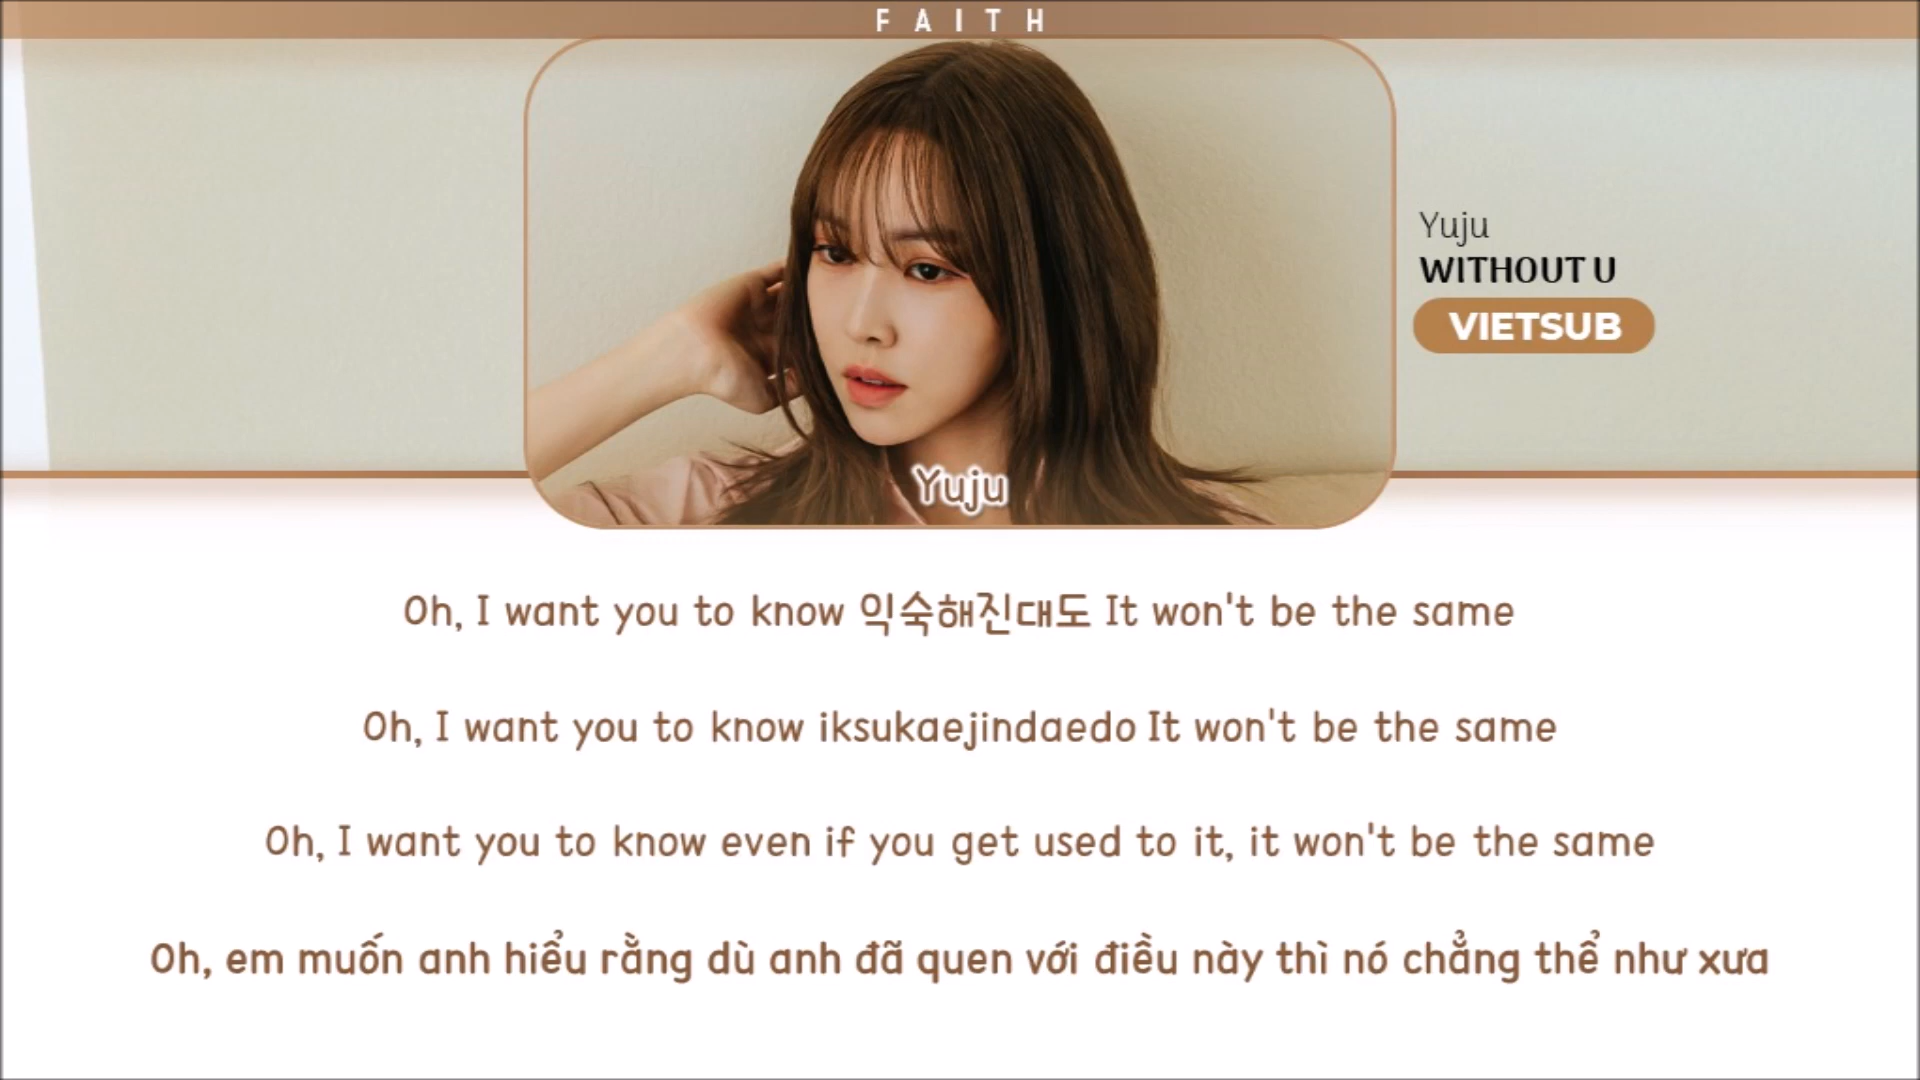 FAITH
Yuju
WITHOUT U
VIETSUB
Yuju
Oh, I want you to know 익숙해진대도 It won't be the same
Oh, I want you to know iksukaejindaedo It won't be the same
Oh, I want you to know even if you get used to it, it won't be the same
Oh, em muốn anh hiểu rằng dù anh đã quen với điều này thì nó chẳng thể như xưa